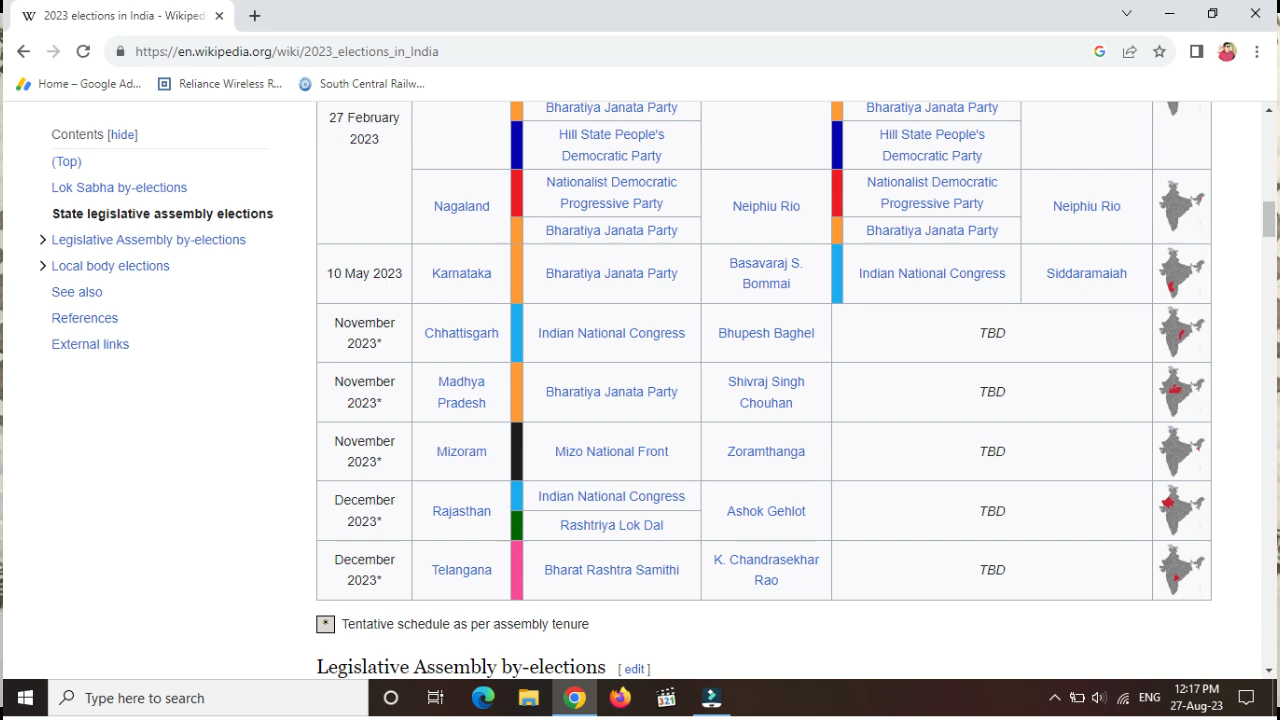 2023 elections in India - Wikiped
https://en.wikipedia.org/wiki/2023_elections_in_India
Home – Google Ad...
Reliance Wireless R...
South Central Railw...
Contents [hide]
(Top)
Lok Sabha by-elections
State legislative assembly elections
Legislative Assembly by-elections
Local body elections
See also
References
External links
27 February
2023
Bharatiya Janata Party
Bharatiya Janata Party
Hill State People's
Democratic Party
Hill State People's
Democratic Party
Nagaland
Nationalist Democratic
Progressive Party
Bharatiya Janata Party
Neiphiu Rio
Nationalist Democratic
Progressive Party
Bharatiya Janata Party
Neiphiu Rio
10 May 2023
Karnataka
Bharatiya Janata Party
Basavaraj S.
Bommai
Indian National Congress
Siddaramaiah
November
2023*
Chhattisgarh
Indian National Congress
Bhupesh Baghel
TBD
November
2023*
Madhya
Pradesh
Bharatiya Janata Party
Shivraj Singh
Chouhan
TBD
November
2023*
Mizoram
Mizo National Front
Zoramthanga
TBD
December
2023*
Rajasthan
Indian National Congress
Rashtriya Lok Dal
Ashok Gehlot
TBD
December
2023*
Telangana
Bharat Rashtra Samithi
K. Chandrasekhar
Rao
TBD
* Tentative schedule as per assembly tenure
Legislative Assembly by-elections [ edit ]
Type here to search
321
ENG
12:17 PM
27-Aug-23